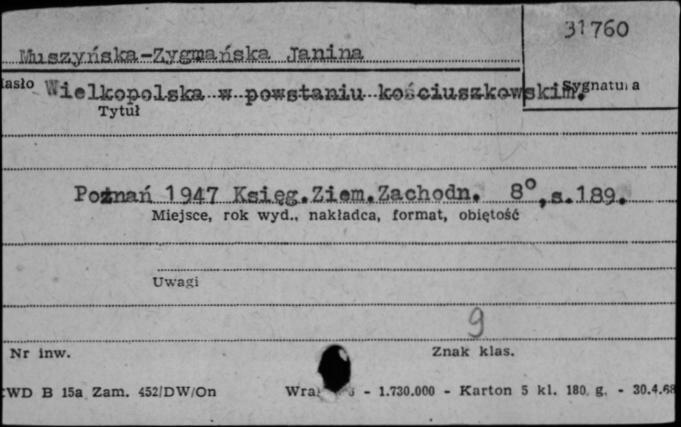 31760
Muszyńska-Zygmańska Janina
asło Wielkopolska w powstaniu kościuszkowskim. Sygnatura
Tytuł
Poznań 1947 Księg.Ziem.Zachodn. 8°,s.189.
Miejsce, rok wyd., nakładca, format, objętość
Uwagi
9
Nr inw. Znak klas.
WD B 15a Zam. 452/DW/On - 1.730.000 - Karton 5 kl. 180 g. - 30.4.68